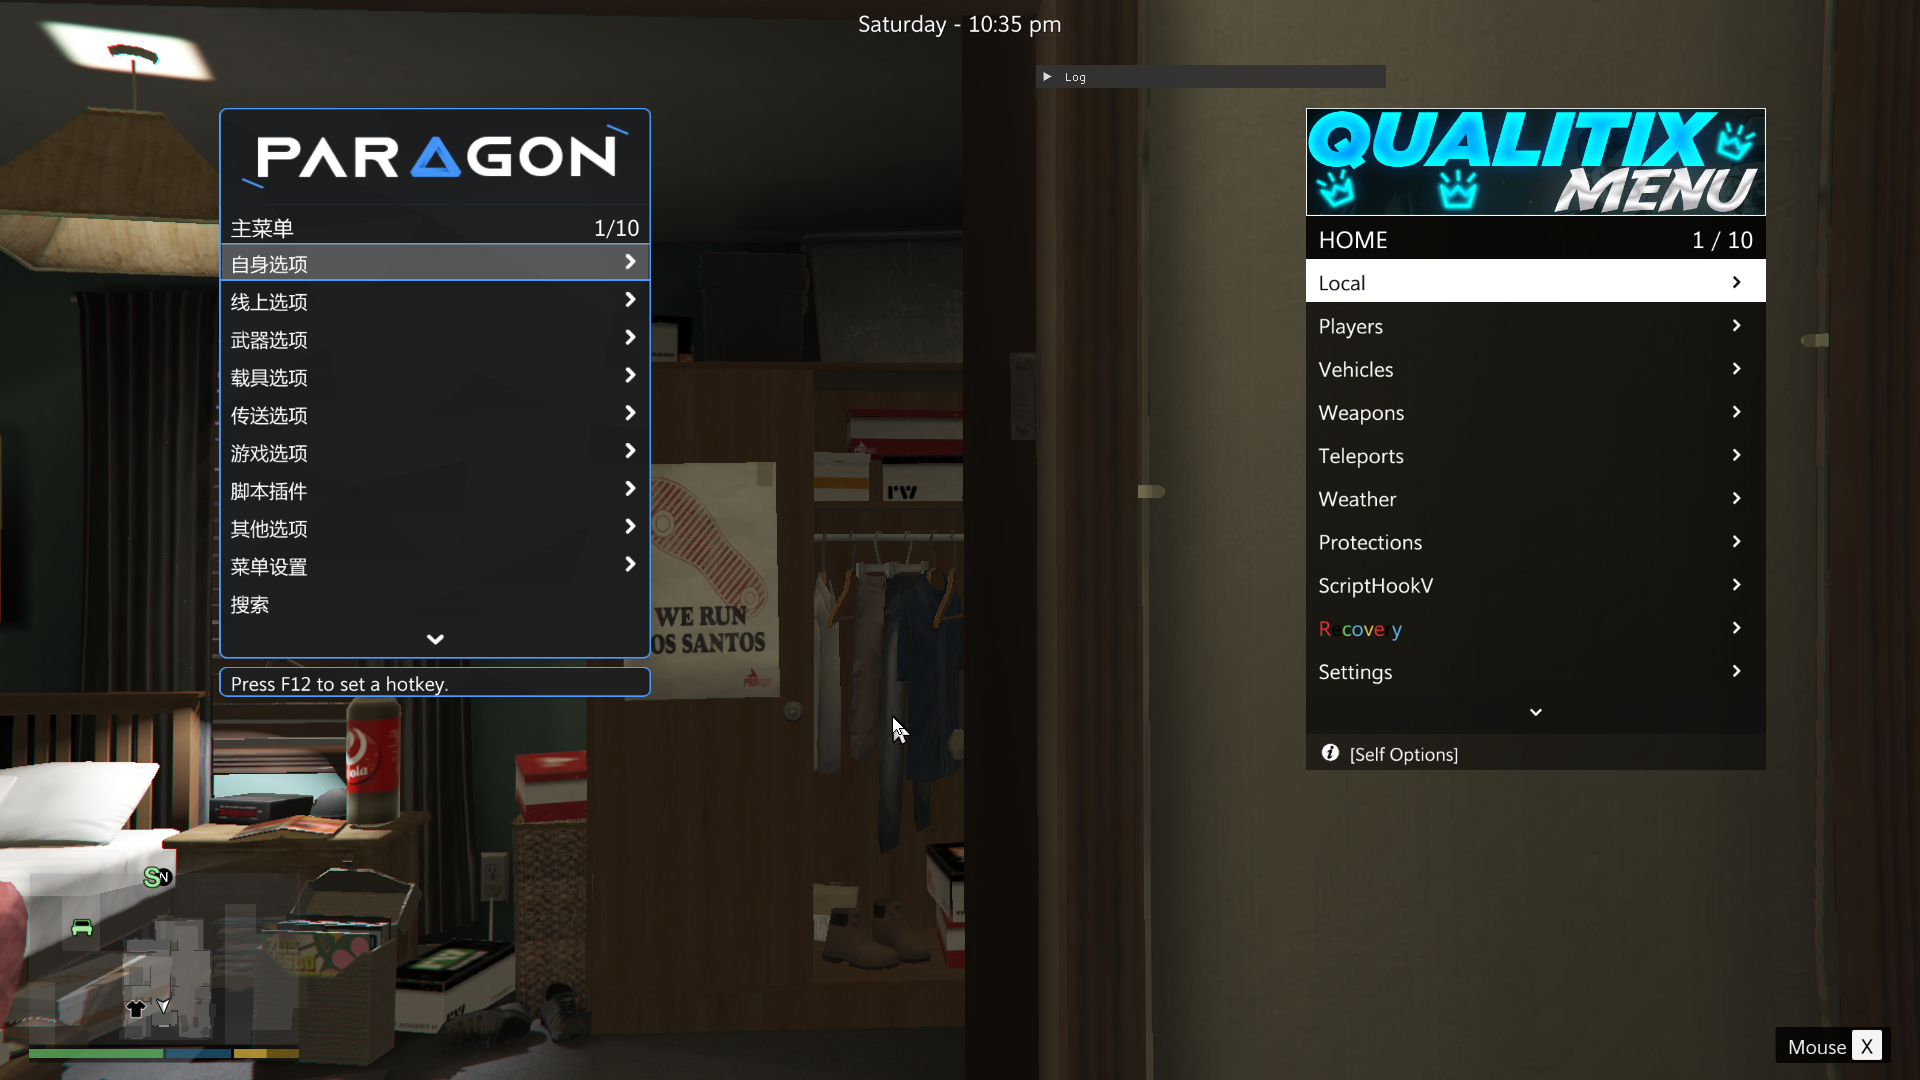 Saturday - 10:35 pm
Log
PARAGON
主菜单 1/10
自身选项
线上选项
武器选项
载具选项
传送选项
游戏选项
脚本插件
其他选项
菜单设置
搜索
Press F12 to set a hotkey.
QUALITIX
MENU
HOME 1 / 10
Local
Players
Vehicles
Weapons
Teleports
Weather
Protections
ScriptHookV
Recovery
Settings
[Self Options]
WE RUN
OS SANTOS
S N
Mouse X